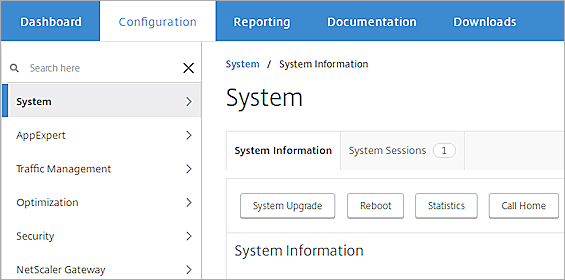 Dashboard Configuration Reporting Documentation Downloads
Search here
System
AppExpert
Traffic Management
Optimization
Security
NetScaler Gateway
System / System Information
System
System Information System Sessions 1
System Upgrade Reboot Statistics Call Home
System Information